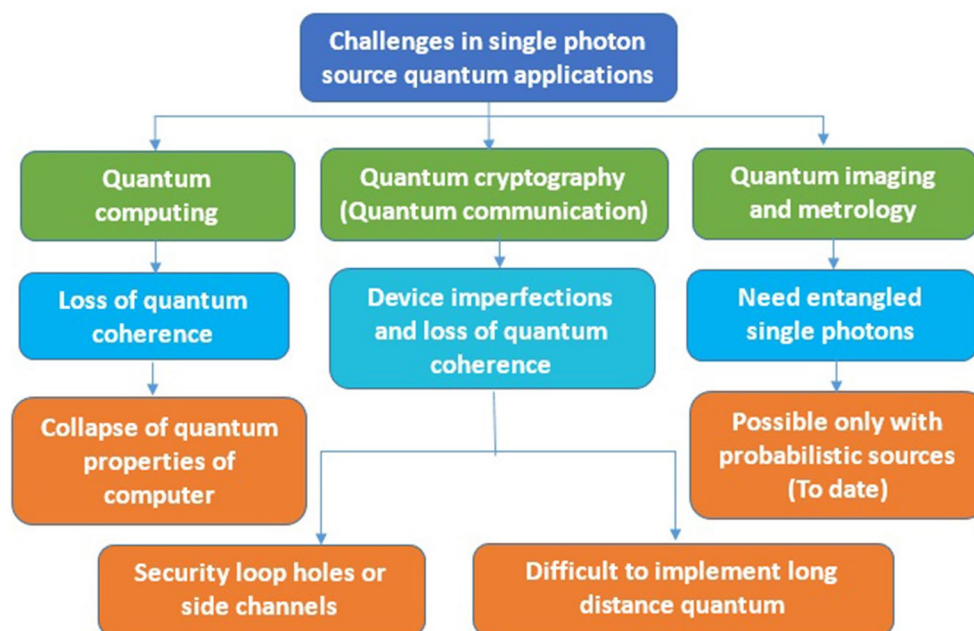 Challenges in single photon
source quantum applications
Quantum
computing
Quantum cryptography
(Quantum communication)
Quantum imaging
and metrology
Loss of quantum
coherence
Device imperfections
and loss of quantum
coherence
Need entangled
single photons
Collapse of quantum
properties of
computer
Possible only with
probabilistic sources
(To date)
Security loop holes or
side channels
Difficult to implement long
distance quantum